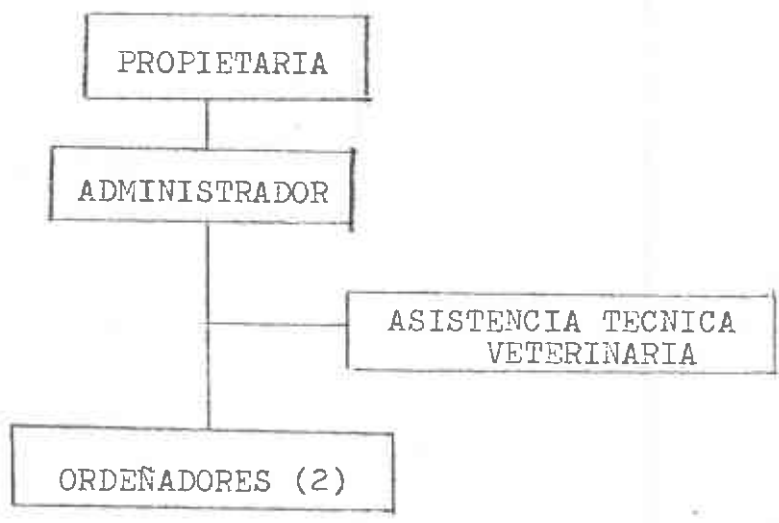 PROPIETARIA
ADMINISTRADOR
ASISTENCIA TECNICA
VETERINARIA
ORDEÑADORES (2)